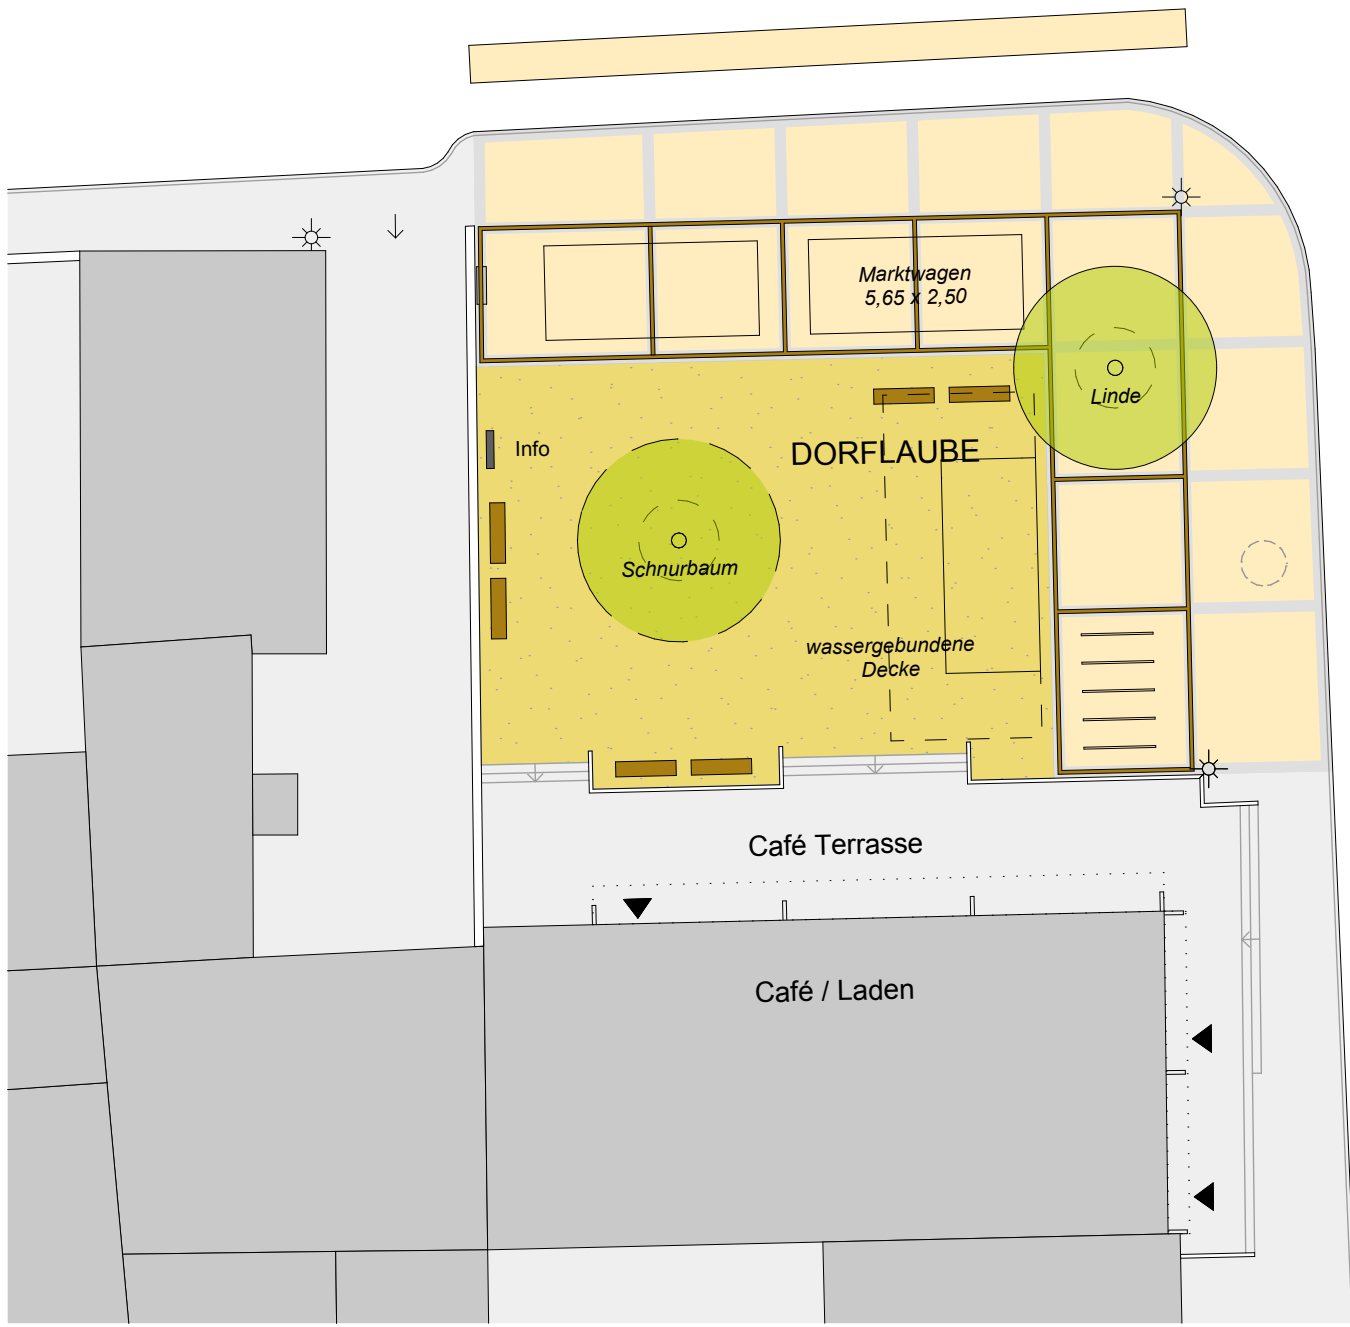 Marktwagen
5,65 x 2,50
Linde
Info
DORFLAUBE
Schnurbaum
wassergebundene
Decke
Café Terrasse
Café / Laden